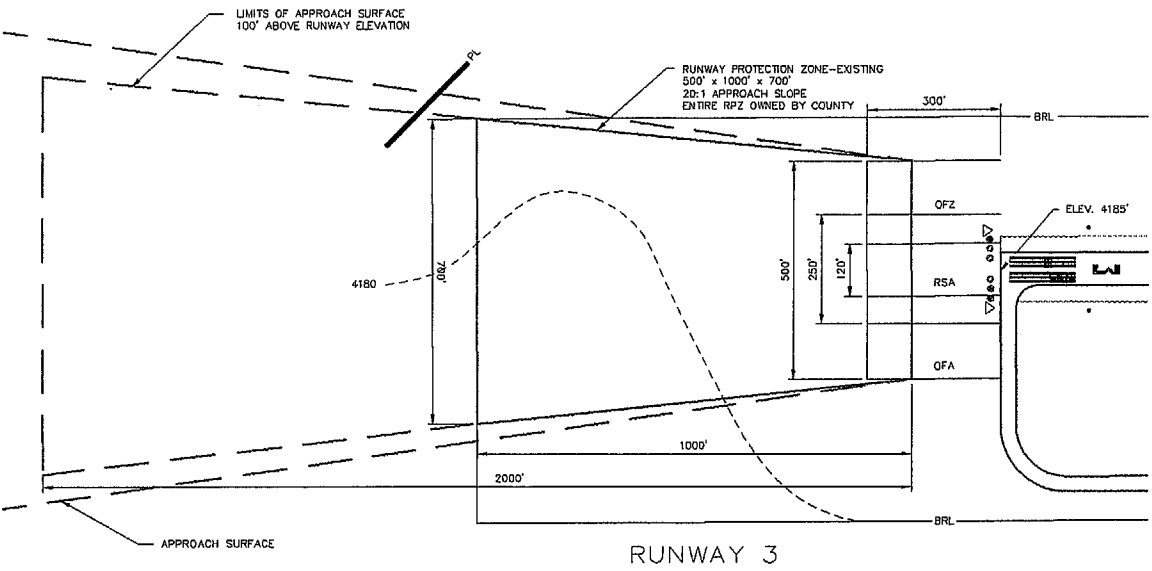 LIMITS OF APPROACH SURFACE
100' ABOVE RUNWAY ELEVATION
PL
RUNWAY PROTECTION ZONE-EXISTING
500' x 1000' x 700'
20:1 APPROACH SLOPE
ENTIRE RPZ OWNED BY COUNTY
300'
BRL
OFZ
ELEV. 4185'
4180
700'
500'
250'
120'
RSA
OFA
1000'
2000'
BRL
APPROACH SURFACE
RUNWAY 3